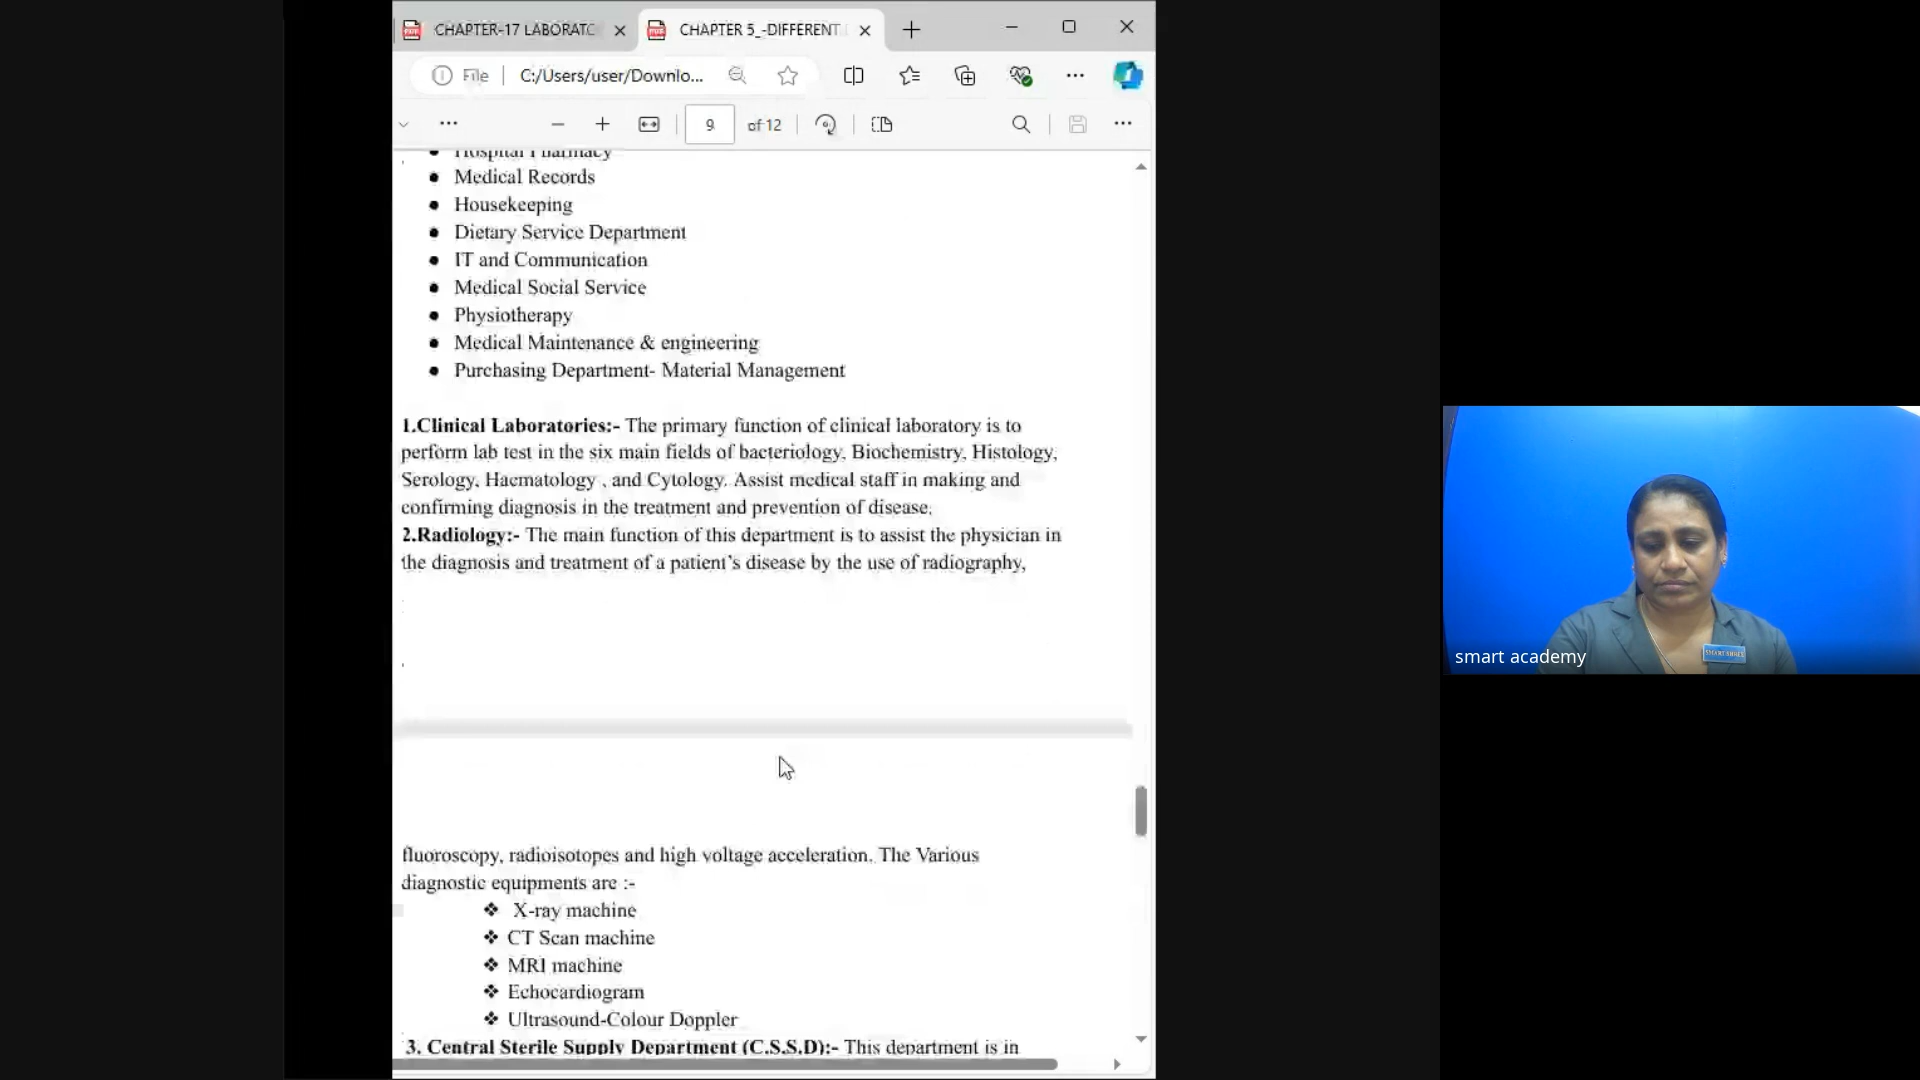 CHAPTER-17 LABORATO
CHAPTER 5_-DIFFERENT
File
C:/Users/user/Downlo...
9 of 12
Hospital Pharmacy
● Medical Records
● Housekeeping
● Dietary Service Department
● IT and Communication
● Medical Social Service
● Physiotherapy
● Medical Maintenance & engineering
● Purchasing Department- Material Management
1.Clinical Laboratories:- The primary function of clinical laboratory is to
perform lab test in the six main fields of bacteriology, Biochemistry, Histology,
Serology, Haematology , and Cytology. Assist medical staff in making and
confirming diagnosis in the treatment and prevention of disease.
2.Radiology:- The main function of this department is to assist the physician in
the diagnosis and treatment of a patient's disease by the use of radiography,
fluoroscopy, radioisotopes and high voltage acceleration. The Various
diagnostic equipments are :-
❖ X-ray machine
❖ CT Scan machine
❖ MRI machine
❖ Echocardiogram
❖ Ultrasound-Colour Doppler
3. Central Sterile Supply Department (C.S.S.D):- This department is in
smart academy